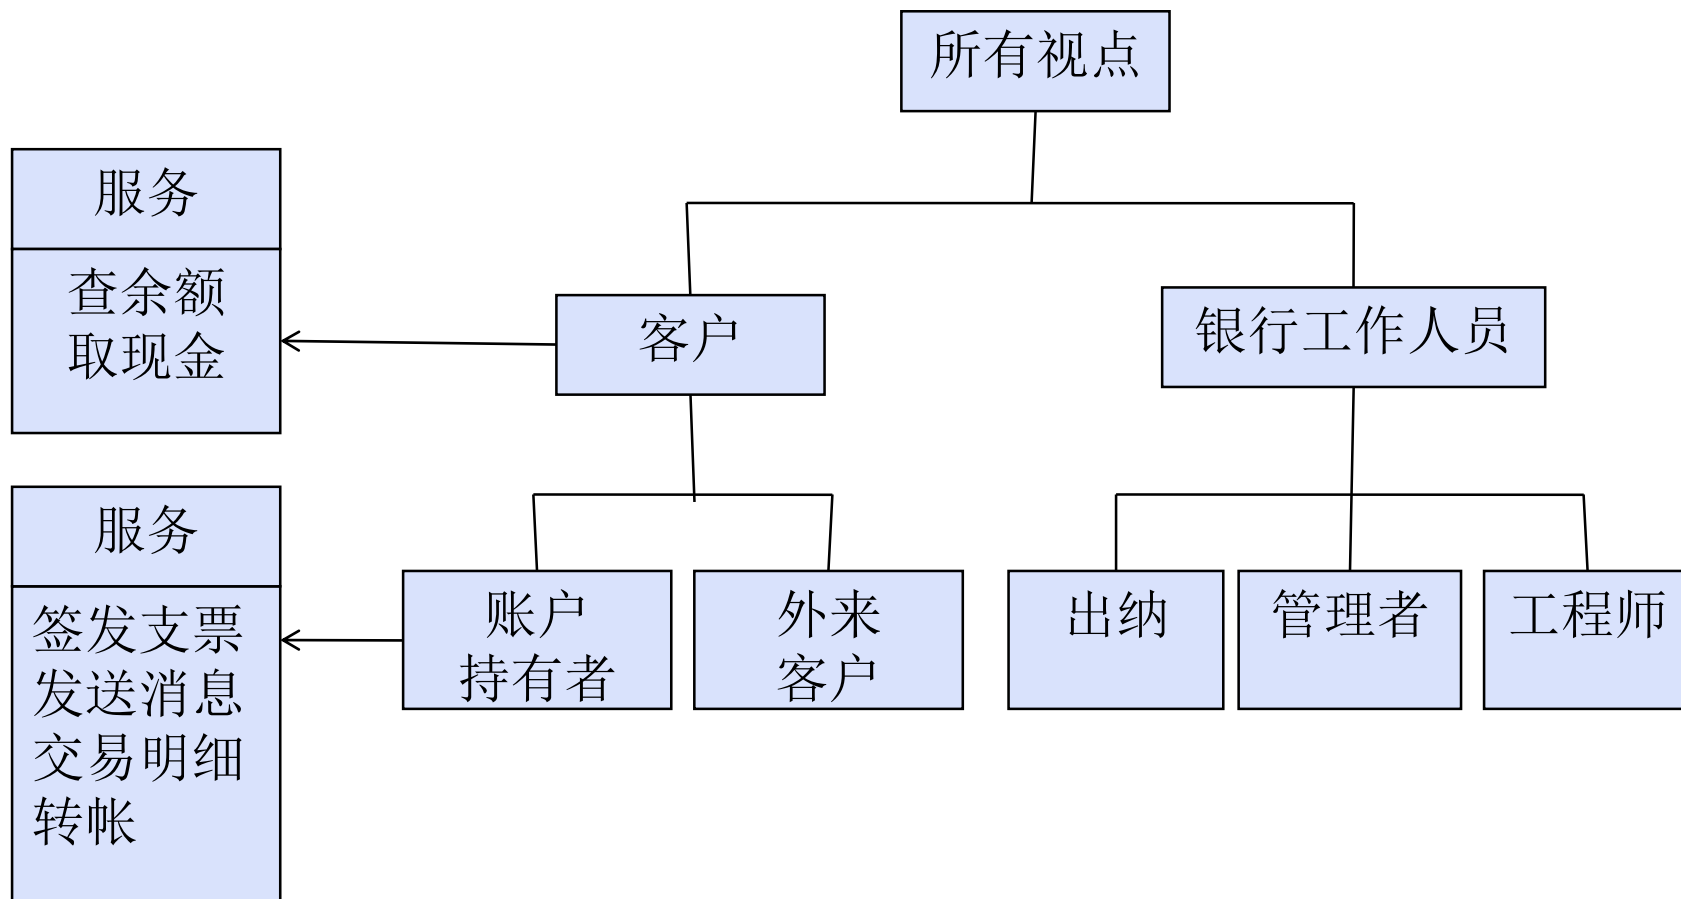 所有视点
服务
查余额
取现金
客户
银行工作人员
服务
签发支票
发送消息
交易明细
转帐
账户
持有者
外来
客户
出纳
管理者
工程师